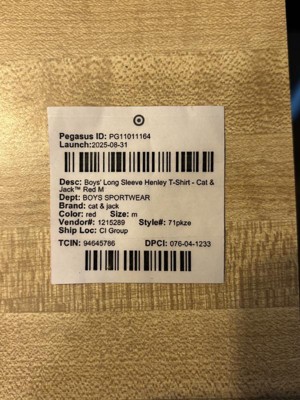 Pegasus ID: PG11011164
Launch:2025-08-31
Desc: Boys' Long Sleeve Henley T-Shirt - Cat &
Jack™ Red M
Dept: BOYS SPORTWEAR
Brand: cat & jack
Color: red Size: m
Vendor#: 1215289 Style#: 71pkze
Ship Loc: CI Group
TCIN: 94645786 DPCI: 076-04-1233